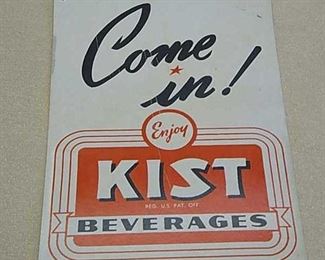 Come
in!
Enjoy
KIST
REG. U.S. PAT. OFF.
BEVERAGES